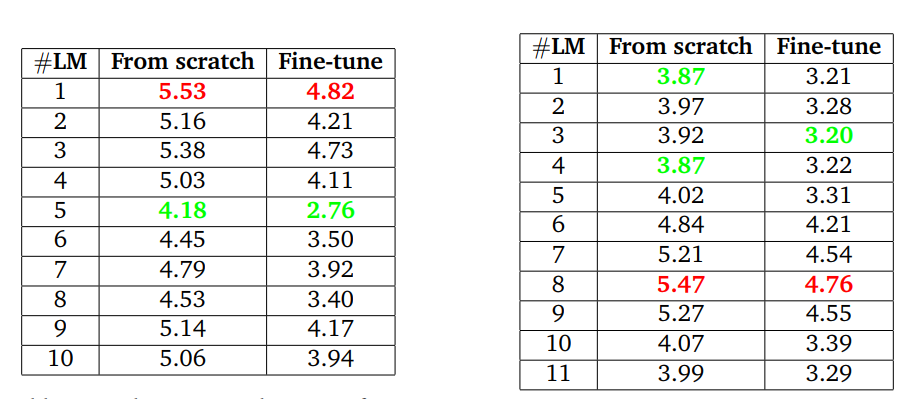 #LM From scratch Fine-tune
1 5.53 4.82
2 5.16 4.21
3 5.38 4.73
4 5.03 4.11
5 4.18 2.76
6 4.45 3.50
7 4.79 3.92
8 4.53 3.40
9 5.14 4.17
10 5.06 3.94
#LM From scratch Fine-tune
1 3.87 3.21
2 3.97 3.28
3 3.92 3.20
4 3.87 3.22
5 4.02 3.31
6 4.84 4.21
7 5.21 4.54
8 5.47 4.76
9 5.27 4.55
10 4.07 3.39
11 3.99 3.29